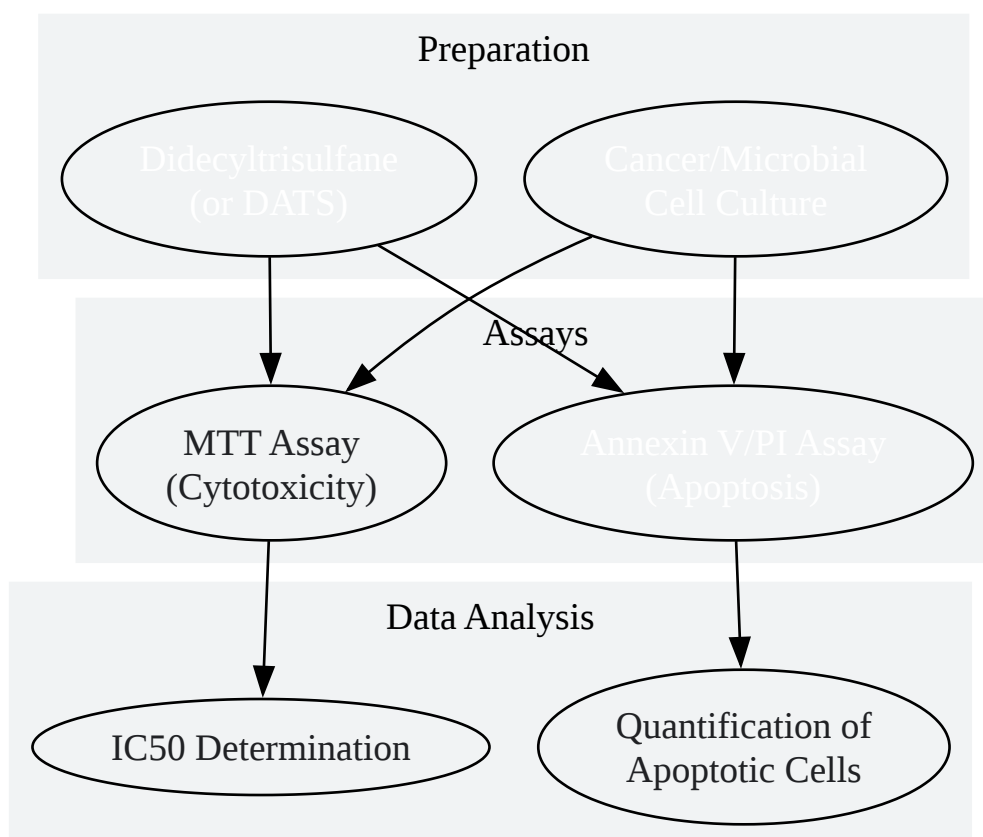 Preparation
Didecyltrisulfane
(or DATS)
Cancer/Microbial
Cell Culture
Assays
MTT Assay
(Cytotoxicity)
Annexin V/PI Assay
(Apoptosis)
Data Analysis
IC50 Determination
Quantification of
Apoptotic Cells